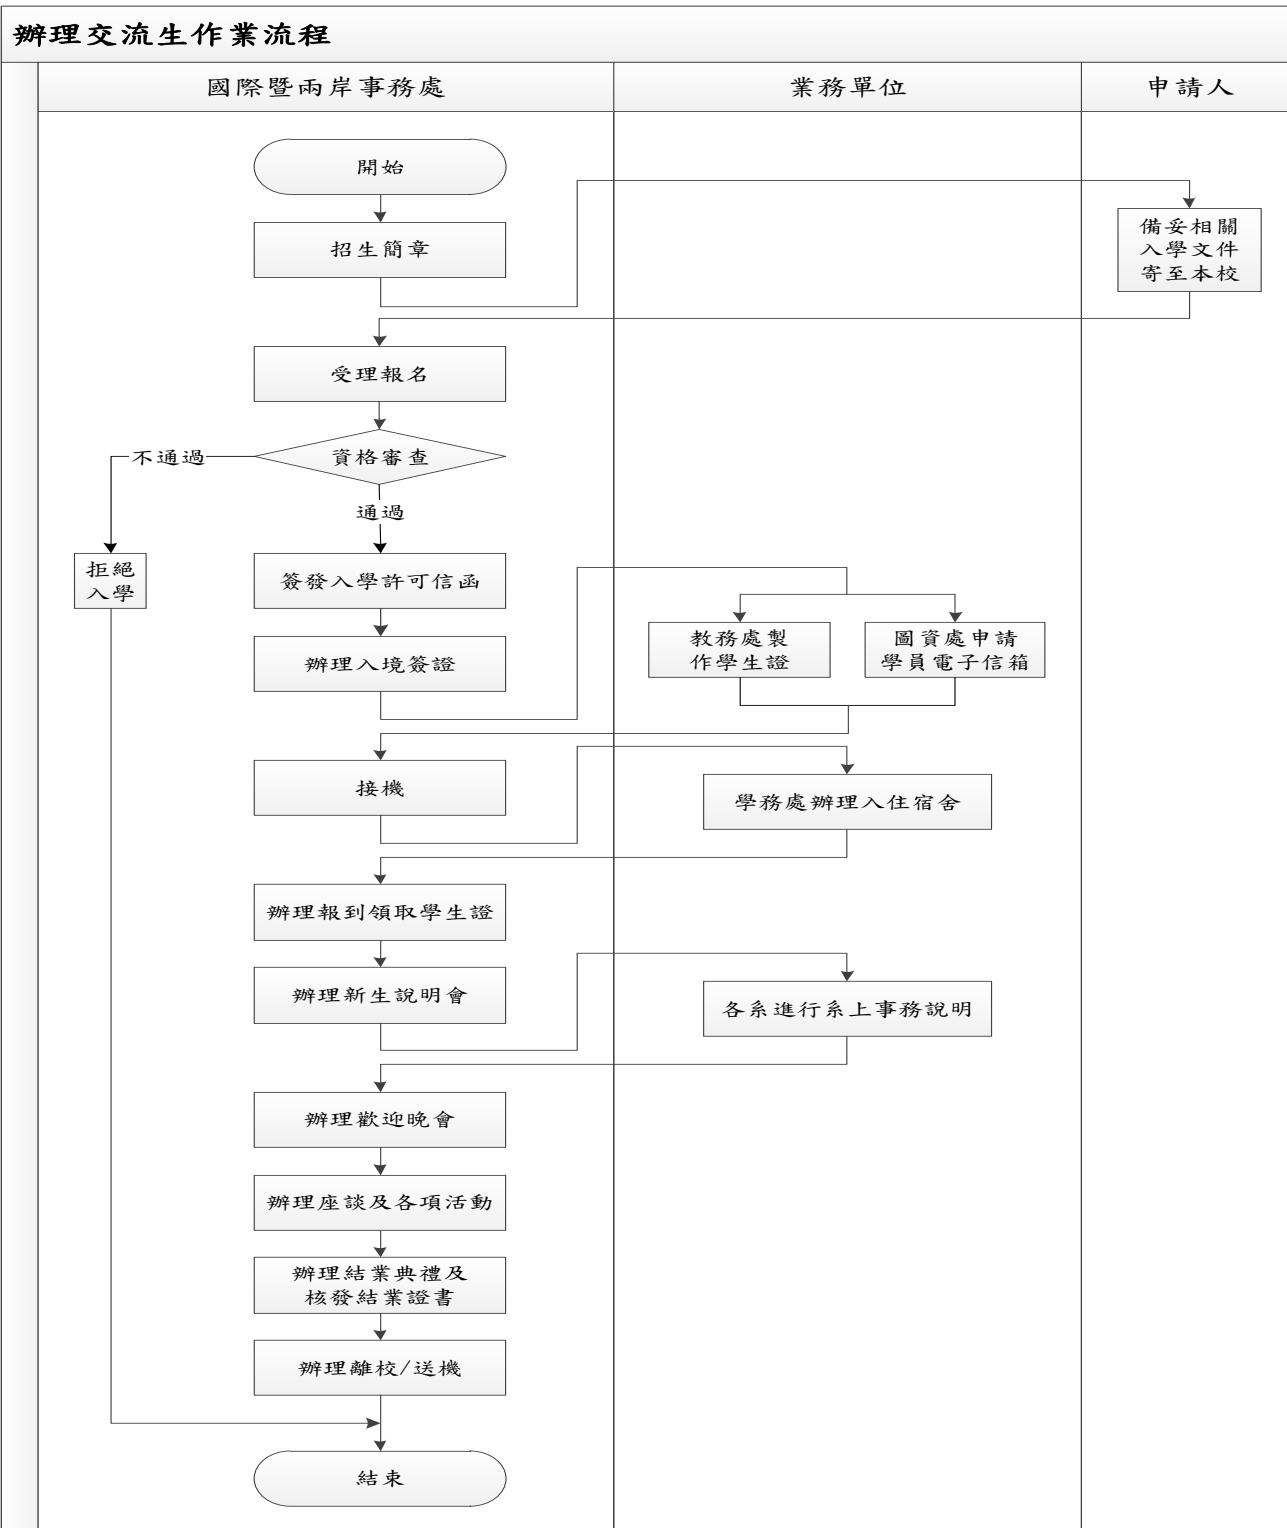 辦理交流生作業流程
國際暨兩岸事務處
業務單位
申請人
開始
招生簡章
備妥相關
入學文件
寄至本校
受理報名
資格審查
不通過
通過
拒絕
入學
簽發入學許可信函
辦理入境簽證
教務處製
作學生證
圖資處申請
學員電子信箱
接機
學務處辦理入住宿舍
辦理報到領取學生證
辦理新生說明會
各系進行系上事務說明
辦理歡迎晚會
辦理座談及各項活動
辦理結業典禮及
核發結業證書
辦理離校/送機
結束